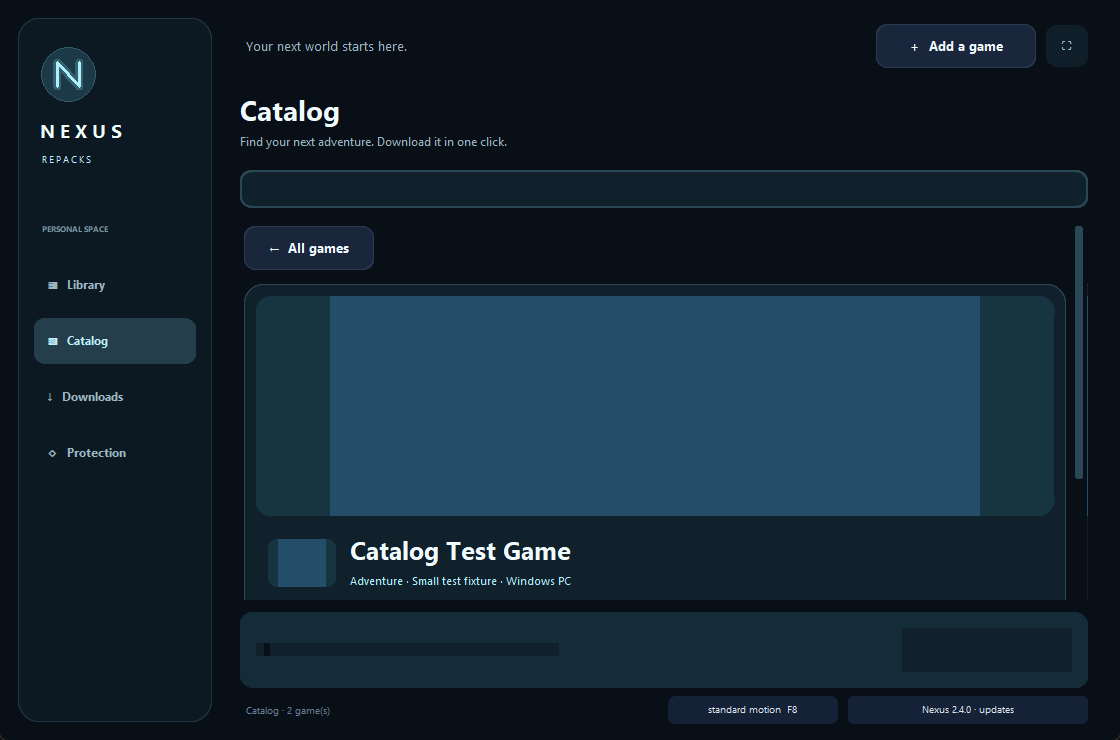 Your next world starts here.
+ Add a game
N
NEXUS
REPACKS
Catalog
Find your next adventure. Download it in one click.
PERSONAL SPACE
Library
Catalog
↓ Downloads
Protection
← All games
Catalog Test Game
Adventure · Small test fixture · Windows PC
Catalog · 2 game(s)
standard motion F8
Nexus 2.4.0 · updates